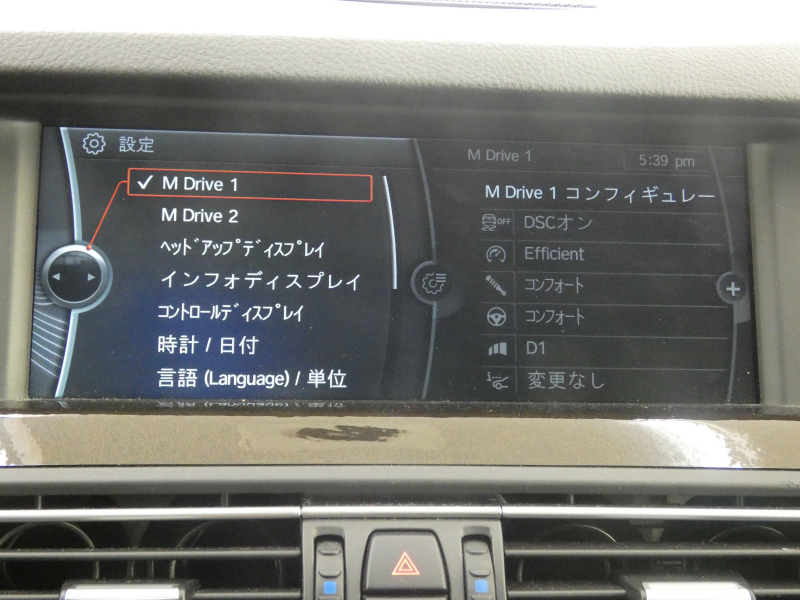 設定
✓ M Drive 1
M Drive 2
ﾍｯﾄﾞｱｯﾌﾟﾃﾞｨｽﾌﾟﾚｲ
インフォディスプレイ
ｺﾝﾄﾛｰﾙﾃﾞｨｽﾌﾟﾚｲ
時計 / 日付
言語 (Language) / 単位
M Drive 1
5:39 pm
M Drive 1 コンフィギュレー
OFF DSCオン
Efficient
ｺﾝﾌｫｰﾄ
ｺﾝﾌｫｰﾄ
D1
変更なし